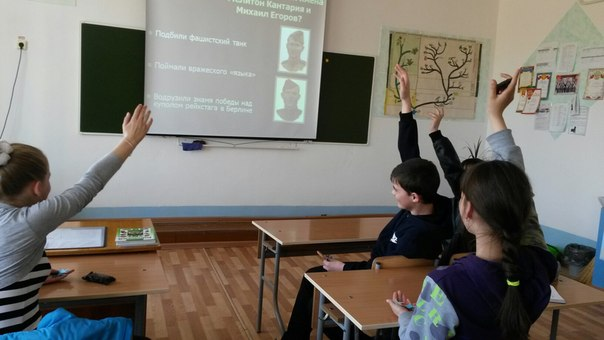 Мелитон Кантария и
Михаил Егоров?
Подбили фашистский танк
Поймали вражеского «языка»
Водрузили знамя победы над
куполом рейхстага в Берлине